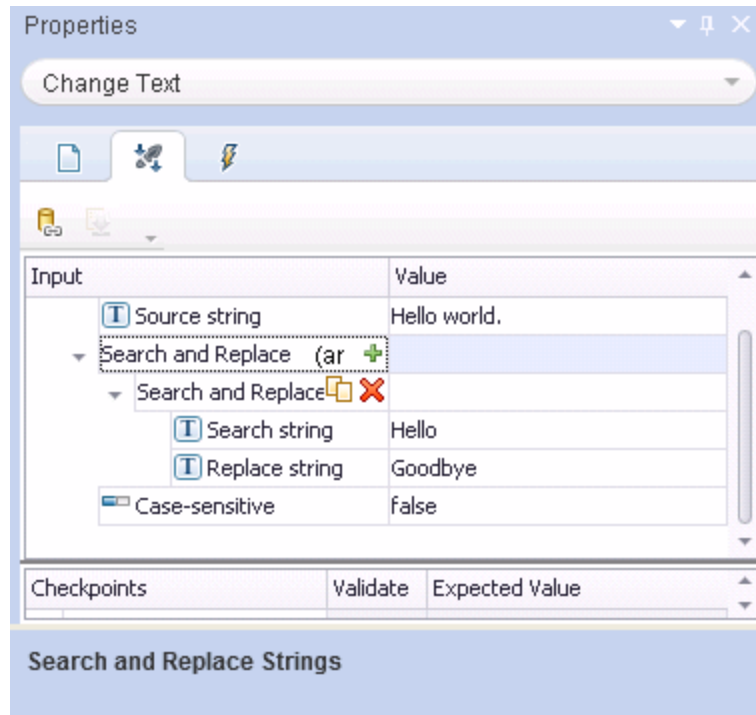 Properties
Change Text
Input Value
T Source string Hello world.
Search and Replace (ar
Search and Replace
T Search string Hello
T Replace string Goodbye
Case-sensitive false
Checkpoints Validate Expected Value
Search and Replace Strings